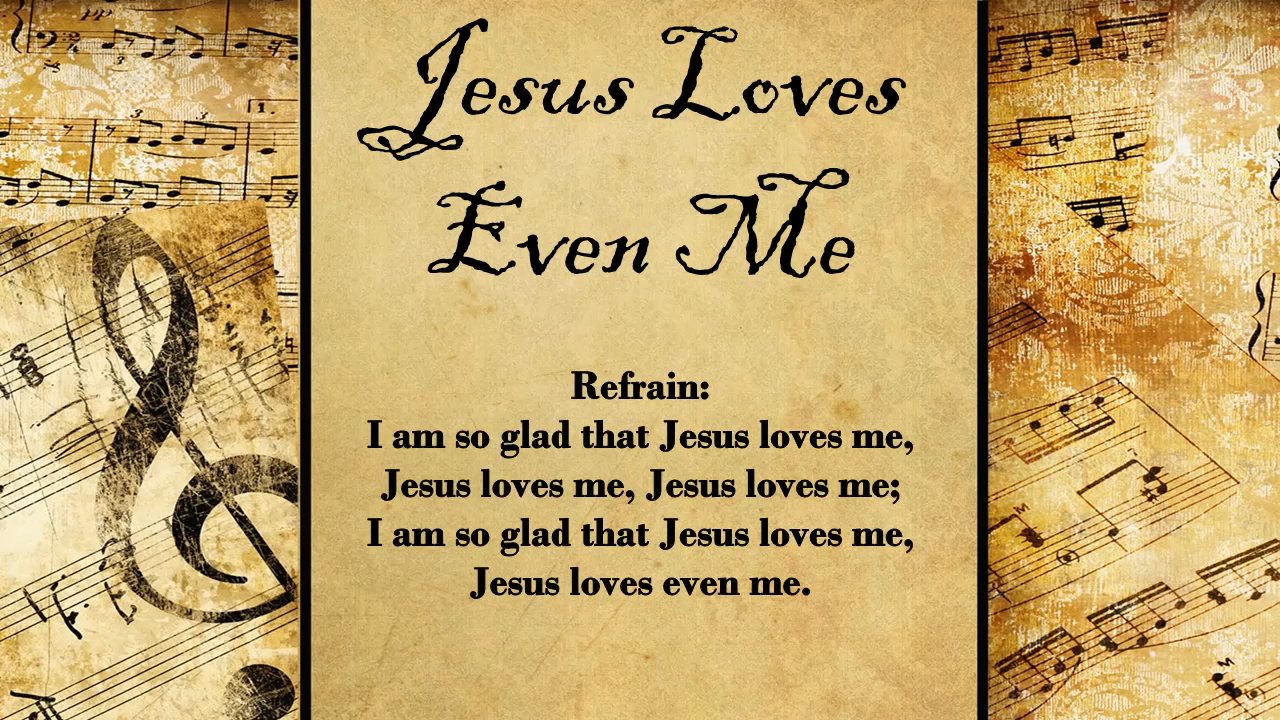 Jesus Loves
Even Me
Refrain:
I am so glad that Jesus loves me,
Jesus loves me, Jesus loves me;
I am so glad that Jesus loves me,
Jesus loves even me.